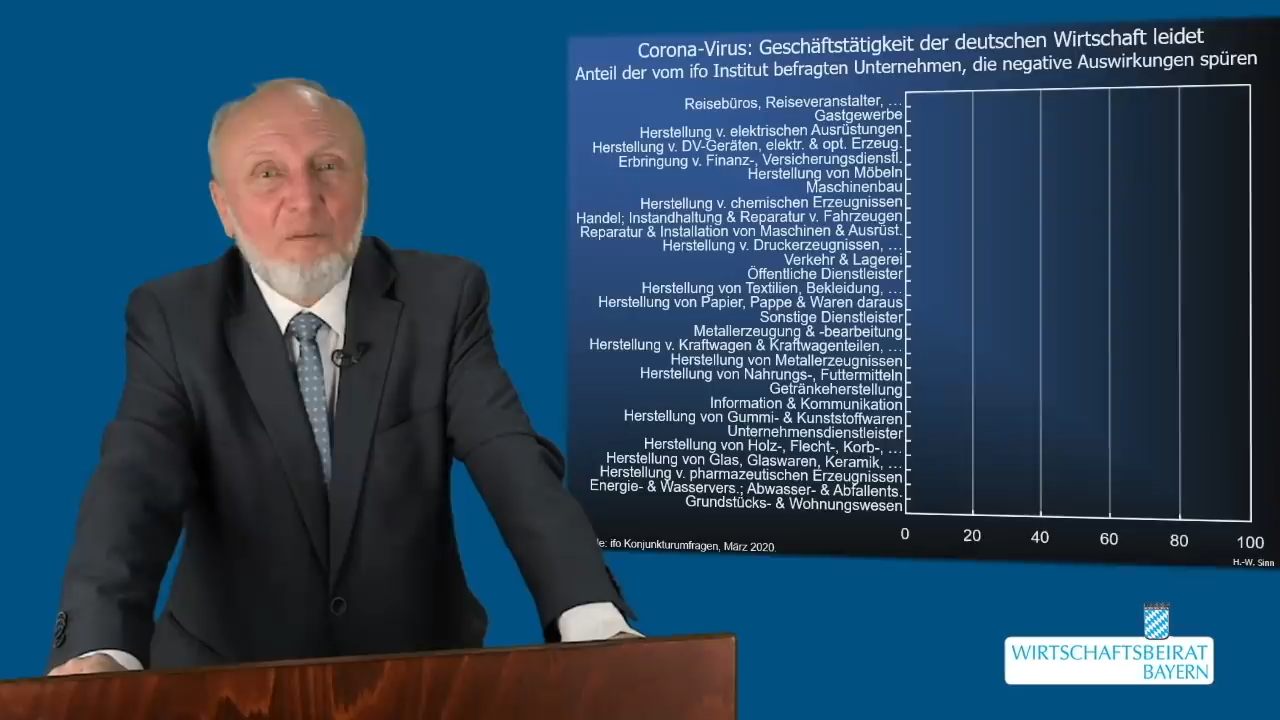 Corona-Virus: Geschäftstätigkeit der deutschen Wirtschaft leidet
Anteil der vom ifo Institut befragten Unternehmen, die negative Auswirkungen spüren
Reisebüros, Reiseveranstalter, ...
Gastgewerbe
Herstellung v. elektrischen Ausrüstungen
Herstellung v. DV-Geräten, elektr. & opt. Erzeug.
Erbringung v. Finanz-, Versicherungsdienstl.
Herstellung von Möbeln
Maschinenbau
Herstellung v. chemischen Erzeugnissen
Handel; Instandhaltung & Reparatur v. Fahrzeugen
Reparatur & Installation von Maschinen & Ausrüst.
Herstellung v. Druckerzeugnissen, ...
Verkehr & Lagerei
Öffentliche Dienstleister
Herstellung von Textilien, Bekleidung, ...
Herstellung von Papier, Pappe & Waren daraus
Sonstige Dienstleister
Metallerzeugung & -bearbeitung
Herstellung v. Kraftwagen & Kraftwagenteilen, ...
Herstellung von Metallerzeugnissen
Herstellung von Nahrungs-, Futtermitteln
Getränkeherstellung
Information & Kommunikation
Herstellung von Gummi- & Kunststoffwaren
Unternehmensdienstleister
Herstellung von Holz-, Flecht-, Korb-, ...
Herstellung von Glas, Glaswaren, Keramik, ...
Herstellung v. pharmazeutischen Erzeugnissen
Energie- & Wasservers.; Abwasser- & Abfallents.
Grundstücks- & Wohnungswesen
0 20 40 60 80 100
le: ifo Konjunkturumfragen, März 2020.
H.-W. Sinn
WIRTSCHAFTSBEIRAT
BAYERN